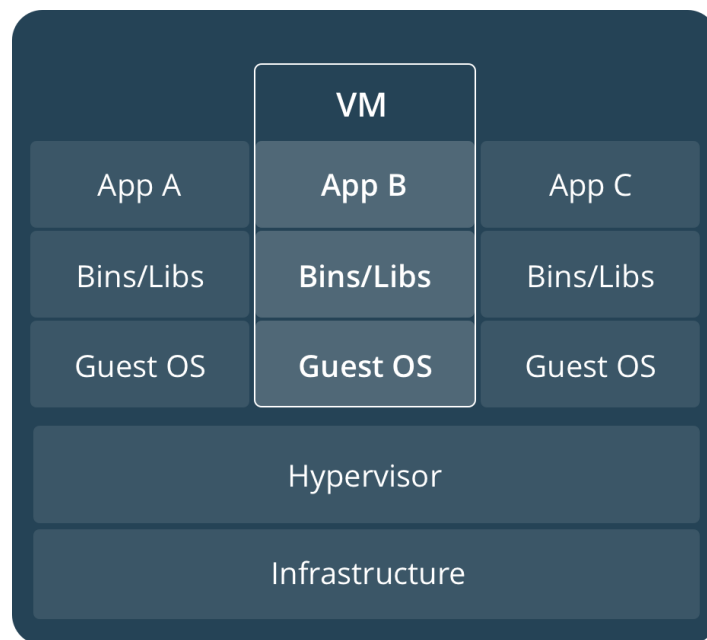 VM
App A
App B
App C
Bins/Libs
Bins/Libs
Bins/Libs
Guest OS
Guest OS
Guest OS
Hypervisor
Infrastructure